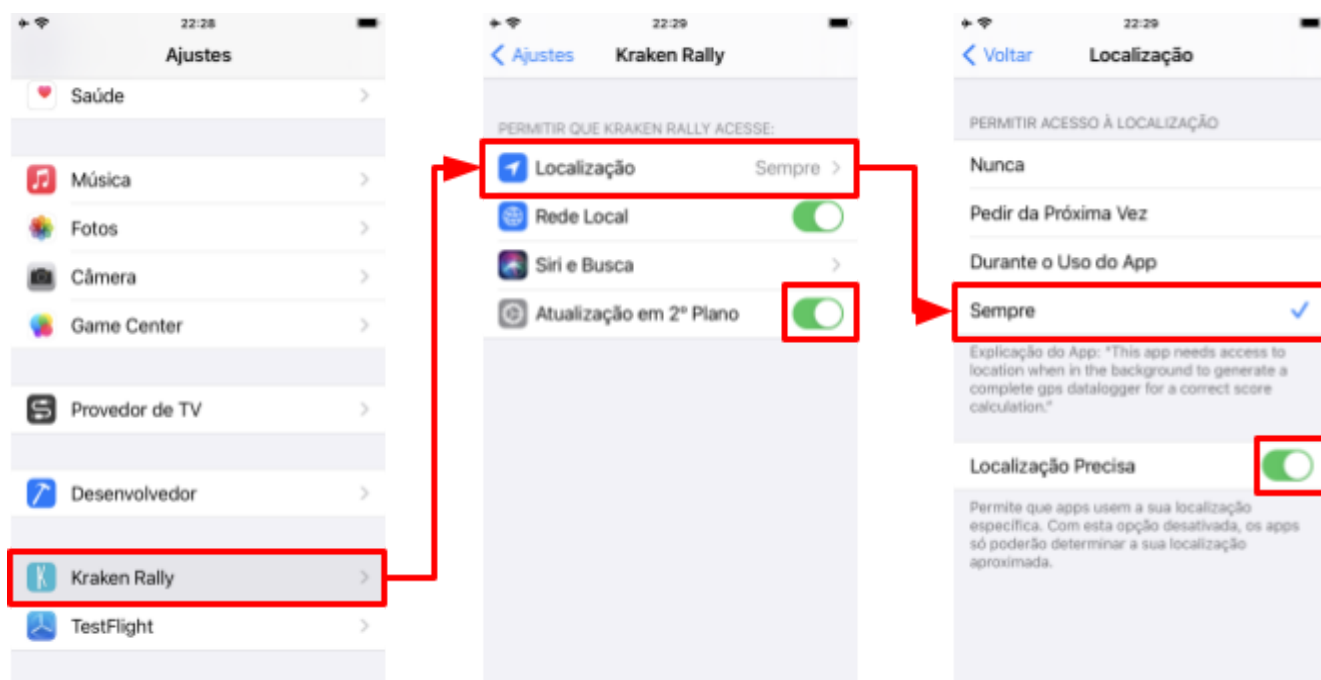 22:28
Ajustes
Saúde
Música
Fotos
Câmera
Game Center
Provedor de TV
Desenvolvedor
Kraken Rally
TestFlight
22:29
Ajustes Kraken Rally
PERMITIR QUE KRAKEN RALLY ACESSE:
Localização Sempre
Rede Local
Siri e Busca
Atualização em 2º Plano
22:29
Voltar Localização
PERMITIR ACESSO À LOCALIZAÇÃO
Nunca
Pedir da Próxima Vez
Durante o Uso do App
Sempre
Explicação do App: "This app needs access to
location when in the background to generate a
complete gps datalogger for a correct score
calculation."
Localização Precisa
Permite que apps usem a sua localização
específica. Com esta opção desativada, os apps
só poderão determinar a sua localização
aproximada.